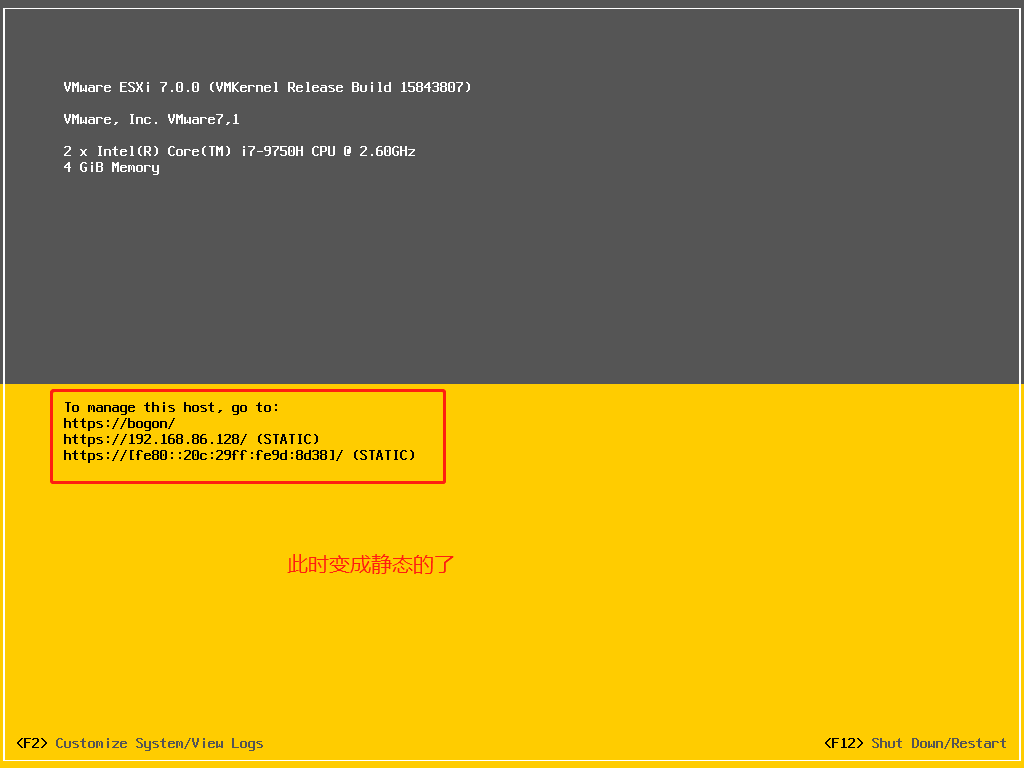 VMware ESXi 7.0.0 (VMKernel Release Build 15843807)
VMware, Inc. VMware7,1
2 x Intel(R) Core(TM) i7-9750H CPU @ 2.60GHz
4 GiB Memory
To manage this host, go to:
https://bogon/
https://192.168.86.128/ (STATIC)
https://[fe80::20c:29ff:fe9d:8d38]/ (STATIC)
此时变成静态的了
<F2> Customize System/View Logs
<F12> Shut Down/Restart